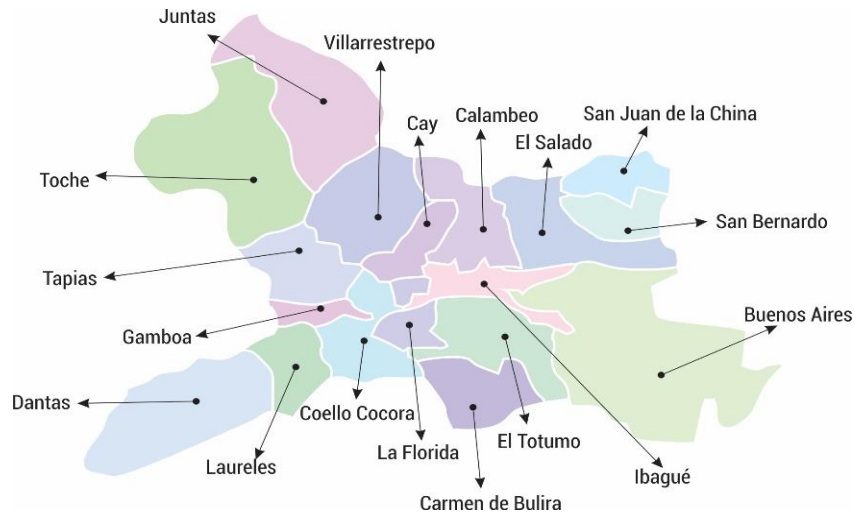 Juntas
Villarrestrepo
Cay
Calambeo
San Juan de la China
El Salado
Toche
San Bernardo
Tapias
Buenos Aires
Gamboa
Dantas
Coello Cocora
La Florida
El Totumo
Laureles
Ibagué
Carmen de Bulira